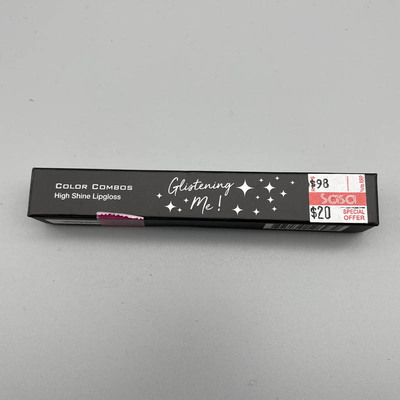 COLOR COMBOS
High Shine Lipgloss
Glistening
Me!
$98
sasa
$20 SPECIAL
OFFER